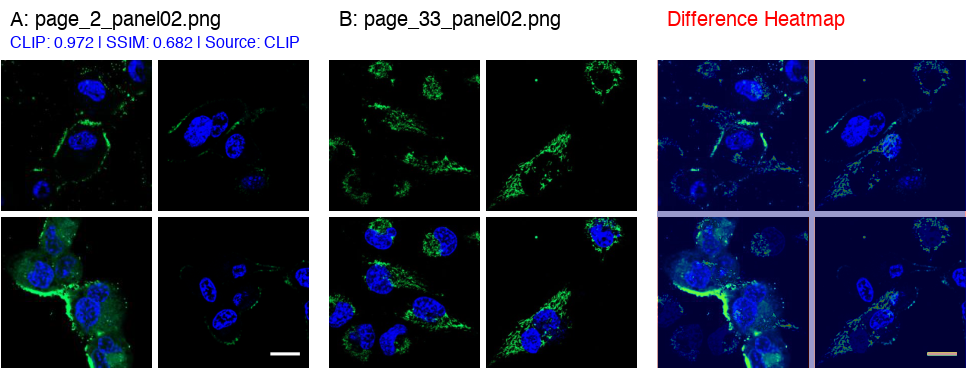 A: page_2_panel02.png
CLIP: 0.972 | SSIM: 0.682 | Source: CLIP
B: page_33_panel02.png
Difference Heatmap